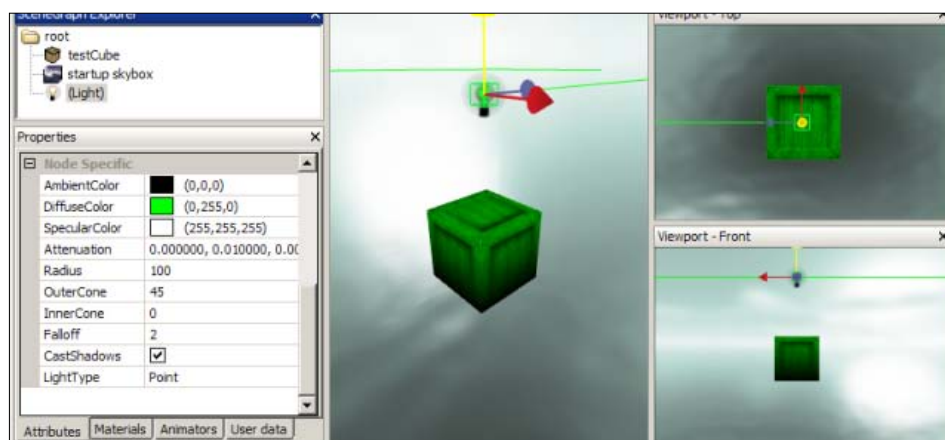 SceneGraph Explorer
root
testCube
startup skybox
(Light)
Properties
Node Specific
AmbientColor (0,0,0)
DiffuseColor (0,255,0)
SpecularColor (255,255,255)
Attenuation 0.000000, 0.010000, 0.00
Radius 100
OuterCone 45
InnerCone 0
Falloff 2
CastShadows
LightType Point
Attributes Materials Animators User data
Viewport - Top
Viewport - Front